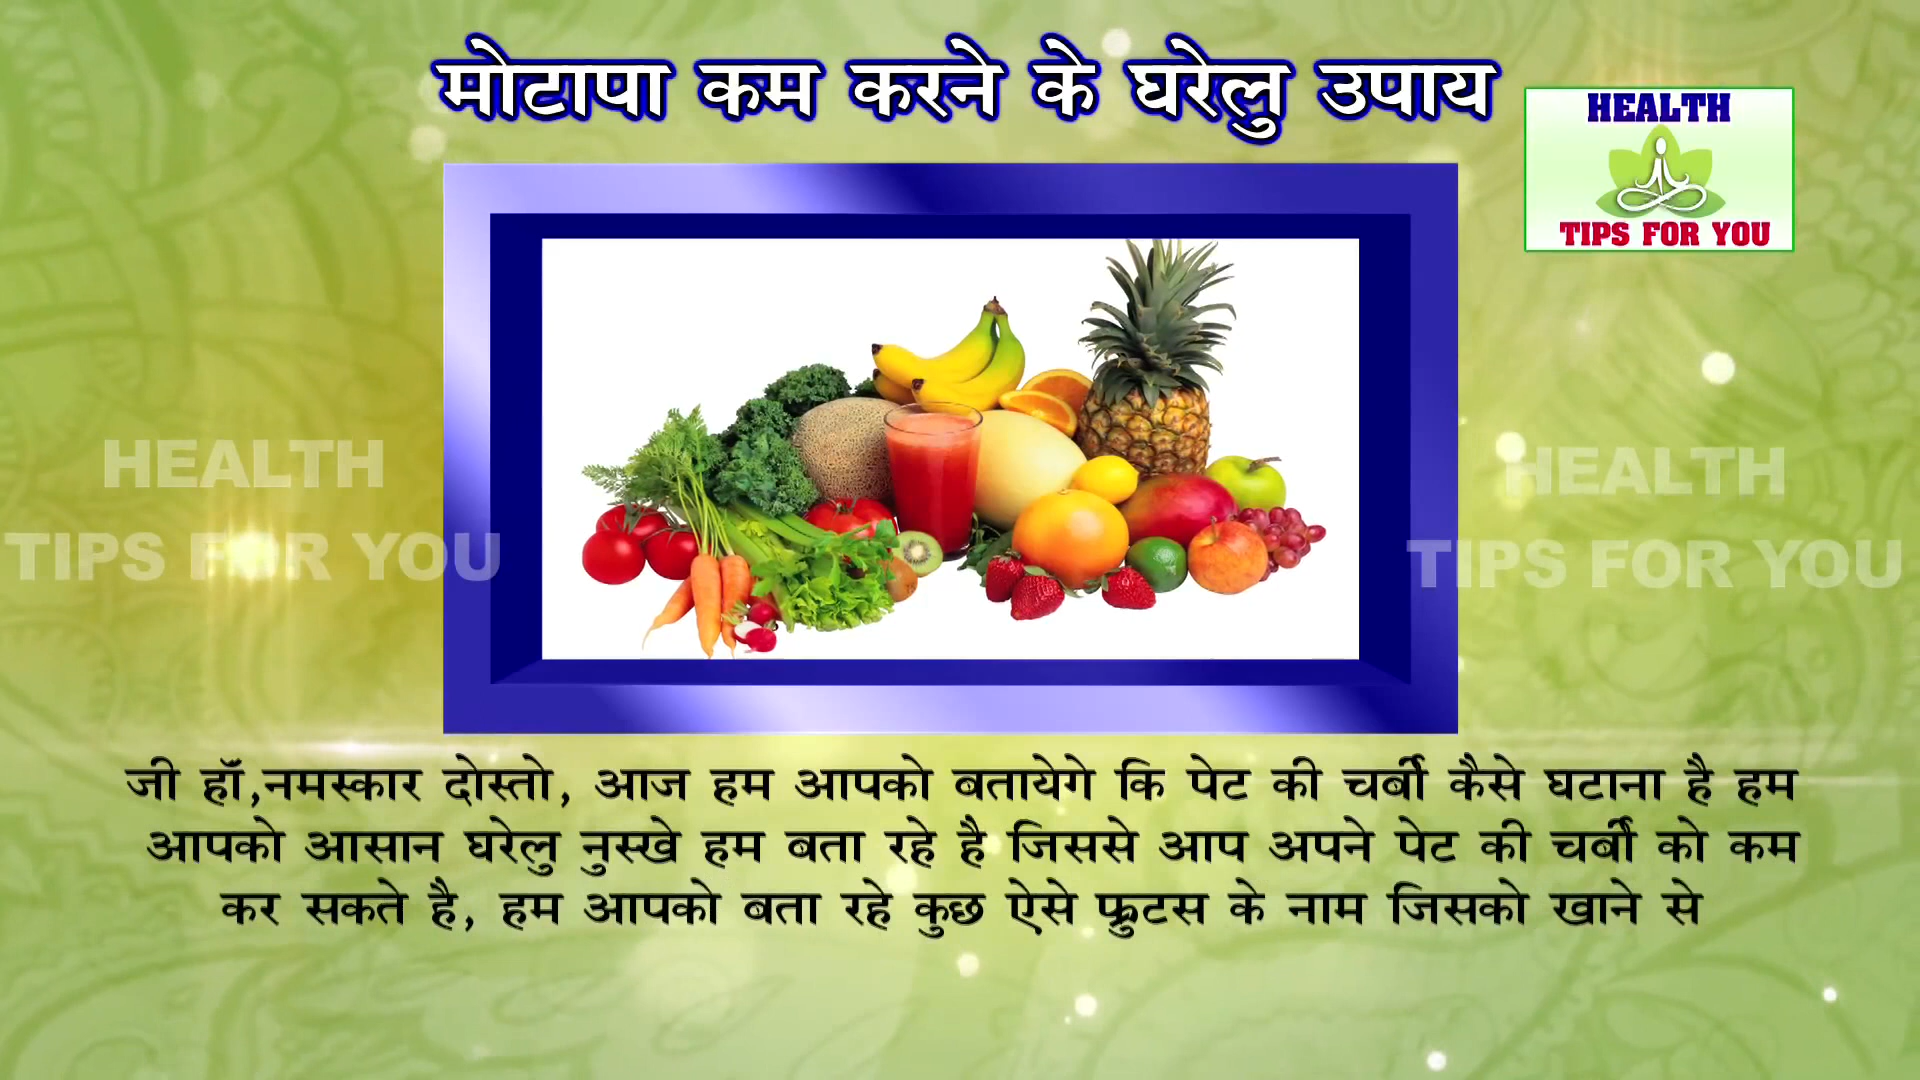 मोटापा कम करने के घरेलु उपाय
HEALTH
TIPS FOR YOU
HEALTH
TIPS FOR YOU
HEALTH
TIPS FOR YOU
जी हॉं,नमस्कार दोस्तो, आज हम आपको बतायेगे कि पेट की चर्बी कैसे घटाना है हम
आपको आसान घरेलु नुस्खे हम बता रहे है जिससे आप अपने पेट की चर्बी को कम
कर सकते है, हम आपको बता रहे कुछ ऐसे फ्रुटस के नाम जिसको खाने से